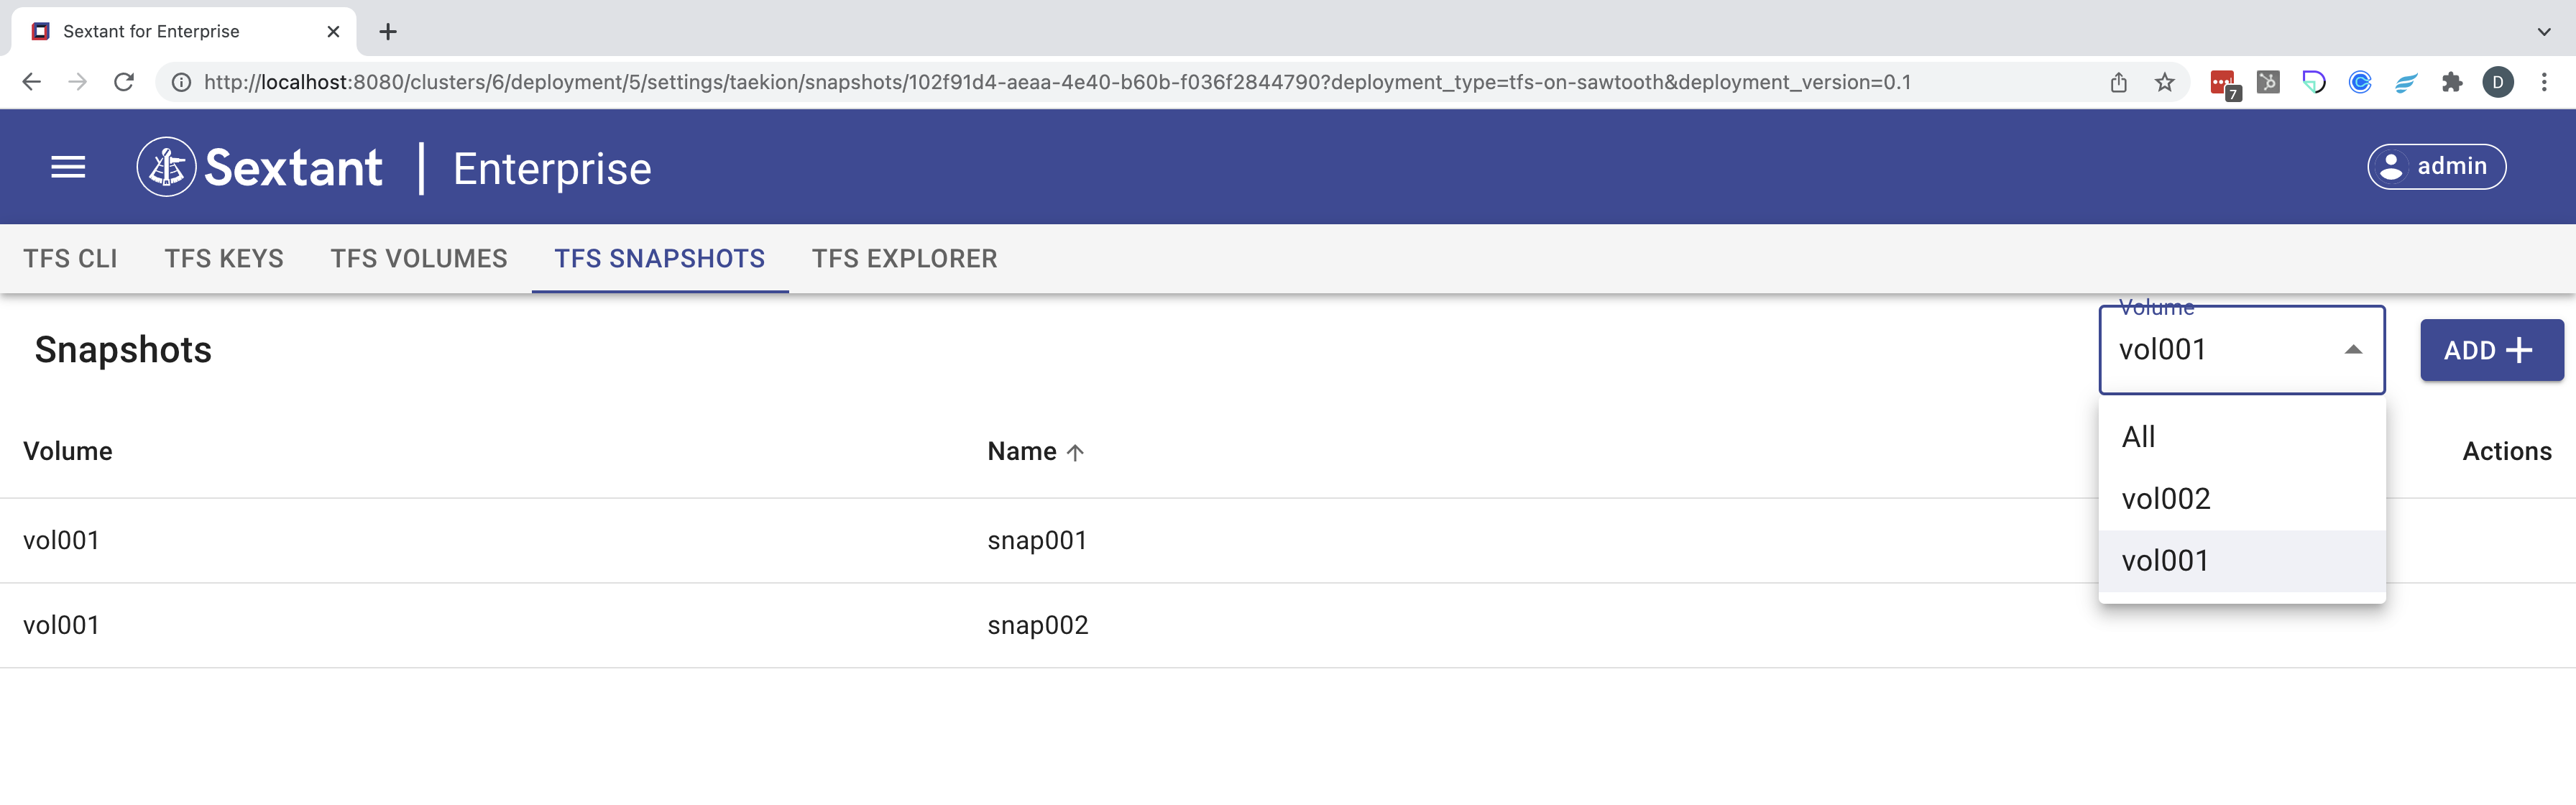 Sextant for Enterprise
http://localhost:8080/clusters/6/deployment/5/settings/taekion/snapshots/102f91d4-aeaa-4e40-b60b-f036f2844790?deployment_type=tfs-on-sawtooth&deployment_version=0.1
7
D
Sextant | Enterprise
admin
TFS CLI TFS KEYS TFS VOLUMES TFS SNAPSHOTS TFS EXPLORER
Snapshots
Volume
vol001
ADD
All
vol002
vol001
Volume Name Actions
vol001 snap001
vol001 snap002